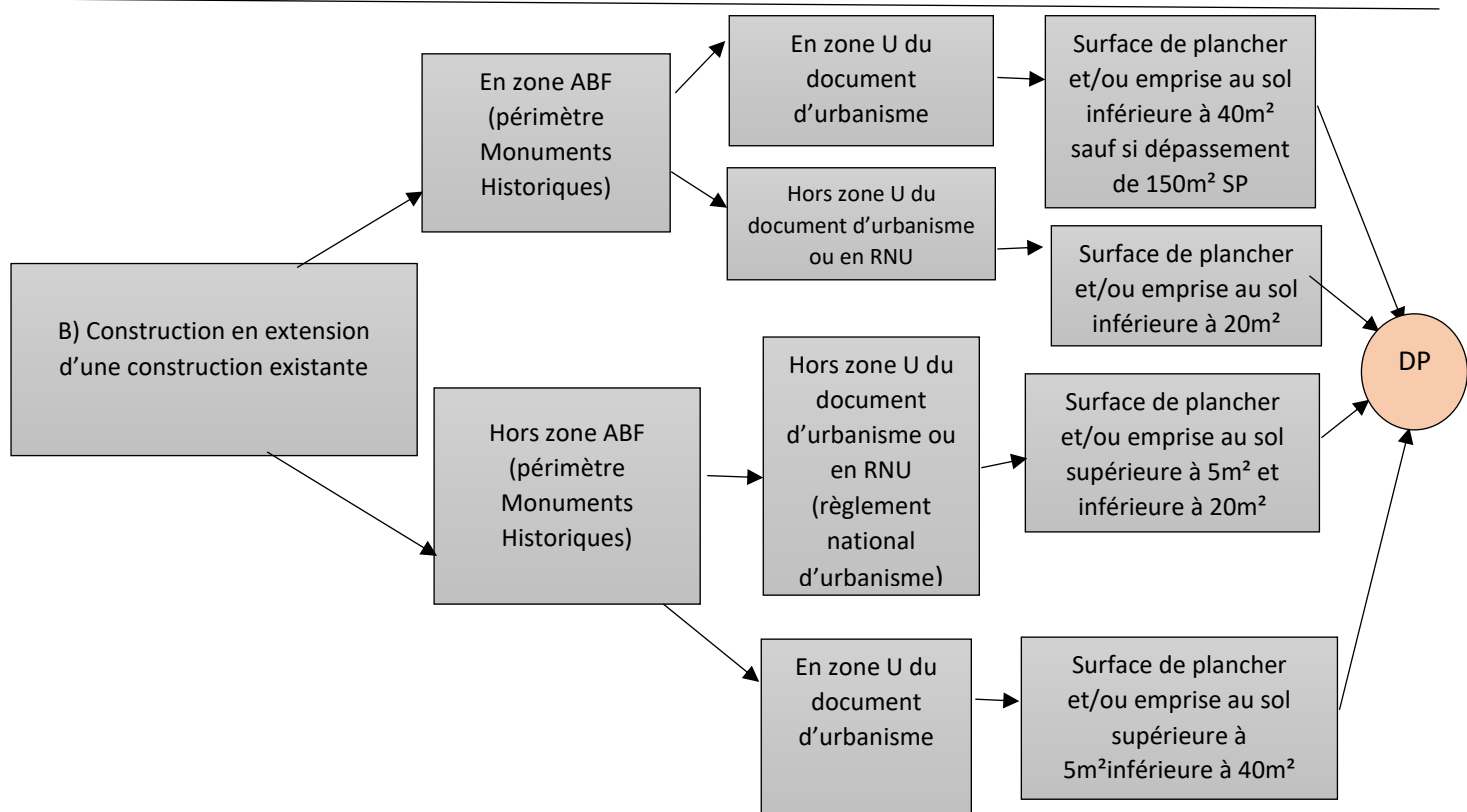 B) Construction en extension
d'une construction existante
En zone ABF
(périmètre
Monuments
Historiques)
En zone U du
document
d'urbanisme
Surface de plancher
et/ou emprise au sol
inférieure à 40m²
sauf si dépassement
de 150m² SP
Hors zone U du
document d'urbanisme
ou en RNU
Surface de plancher
et/ou emprise au sol
inférieure à 20m²
Hors zone ABF
(périmètre
Monuments
Historiques)
Hors zone U du
document
d'urbanisme ou
en RNU
(règlement
national
d'urbanisme)
Surface de plancher
et/ou emprise au sol
supérieure à 5m² et
inférieure à 20m²
En zone U du
document
d'urbanisme
Surface de plancher
et/ou emprise au sol
supérieure à
5m²inférieure à 40m²
DP